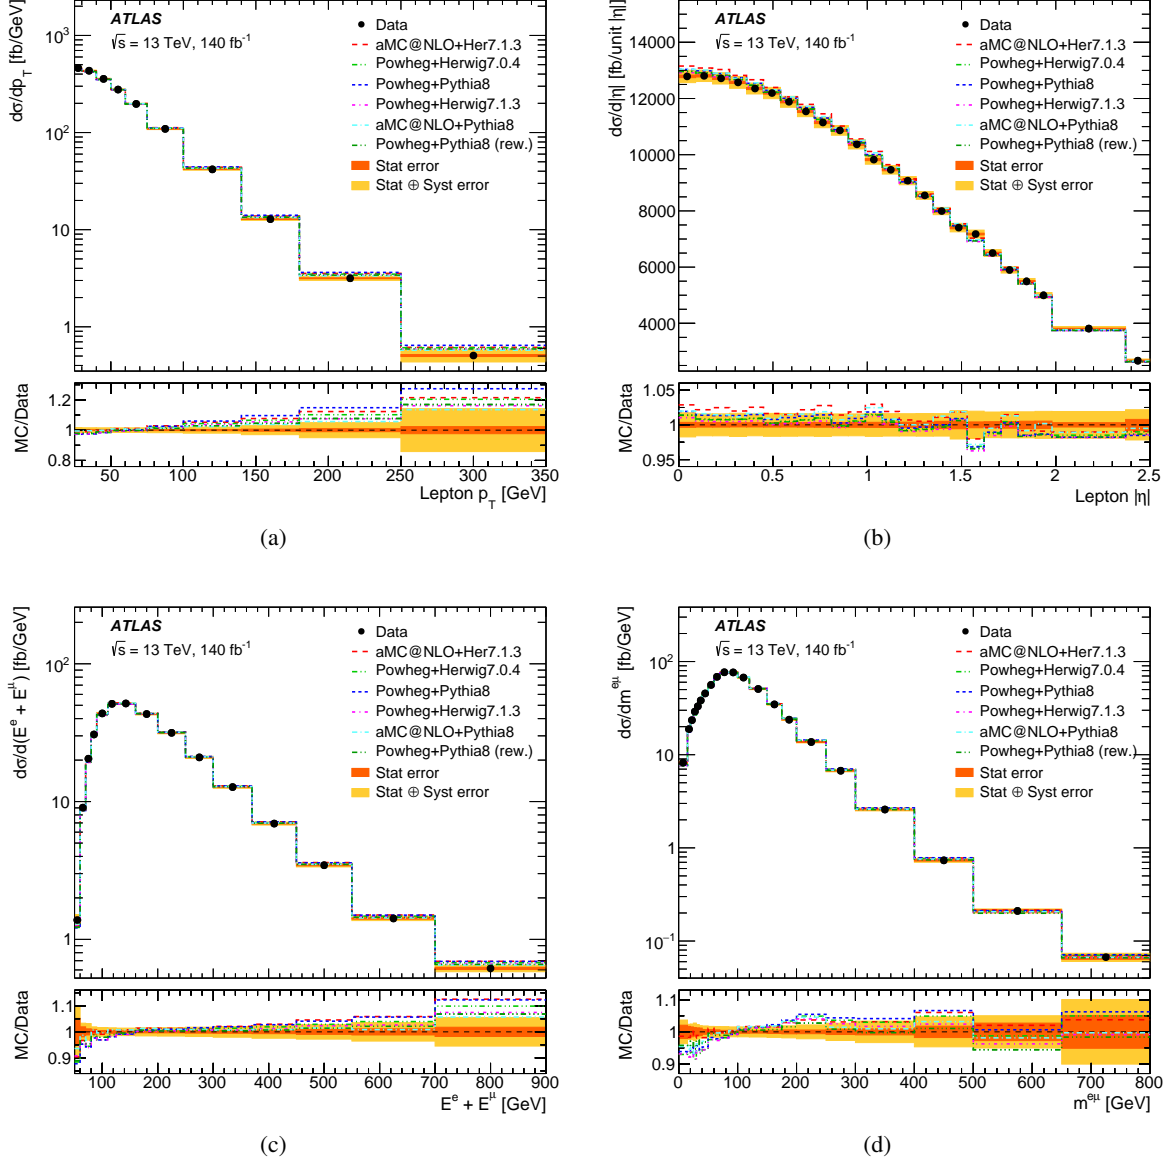 ATLAS
√s = 13 TeV, 140 fb⁻¹
Data
aMC@NLO+Her7.1.3
Powheg+Herwig7.0.4
Powheg+Pythia8
Powheg+Herwig7.1.3
aMC@NLO+Pythia8
Powheg+Pythia8 (rew.)
Stat error
Stat ⊕ Syst error
dσ/dp_T [fb/GeV]
10³
10²
10
1
MC/Data
1.2
1
0.8
50 100 150 200 250 300 350
Lepton p_T [GeV]
(a)
ATLAS
√s = 13 TeV, 140 fb⁻¹
Data
aMC@NLO+Her7.1.3
Powheg+Herwig7.0.4
Powheg+Pythia8
Powheg+Herwig7.1.3
aMC@NLO+Pythia8
Powheg+Pythia8 (rew.)
Stat error
Stat ⊕ Syst error
dσ/d|η| [fb/unit |η|]
14000
12000
10000
8000
6000
4000
MC/Data
1.05
1
0.95
0 0.5 1 1.5 2 2.5
Lepton |η|
(b)
ATLAS
√s = 13 TeV, 140 fb⁻¹
Data
aMC@NLO+Her7.1.3
Powheg+Herwig7.0.4
Powheg+Pythia8
Powheg+Herwig7.1.3
aMC@NLO+Pythia8
Powheg+Pythia8 (rew.)
Stat error
Stat ⊕ Syst error
dσ/d(E^e + E^μ) [fb/GeV]
10²
10
1
MC/Data
1.1
1
0.9
100 200 300 400 500 600 700 800 900
E^e + E^μ [GeV]
(c)
ATLAS
√s = 13 TeV, 140 fb⁻¹
Data
aMC@NLO+Her7.1.3
Powheg+Herwig7.0.4
Powheg+Pythia8
Powheg+Herwig7.1.3
aMC@NLO+Pythia8
Powheg+Pythia8 (rew.)
Stat error
Stat ⊕ Syst error
dσ/dm^eμ [fb/GeV]
10³
10²
10
1
10⁻¹
MC/Data
1.1
1
0.9
0 100 200 300 400 500 600 700 800
m^eμ [GeV]
(d)